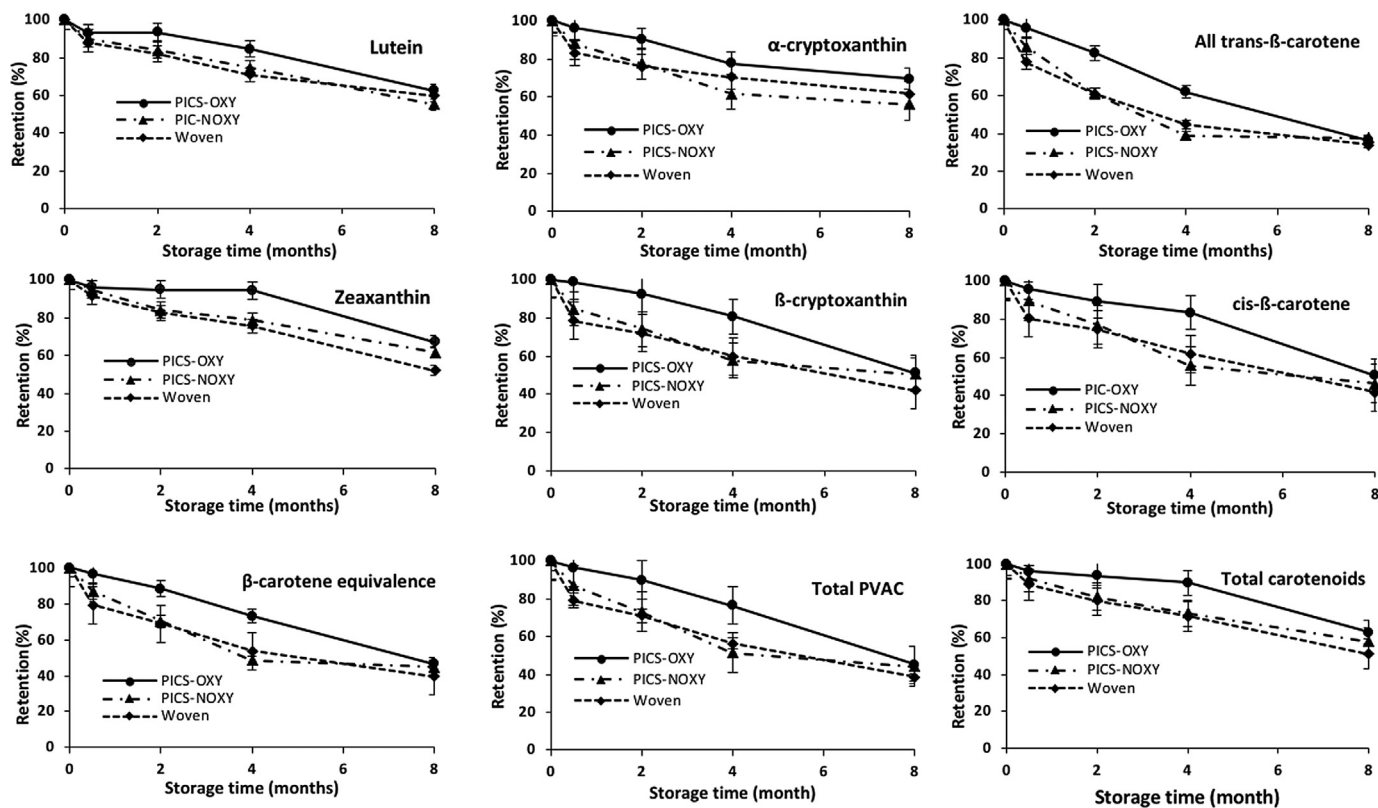 Lutein
Retention (%)
100
80
60
40
20
0
PICS-OXY
PIC-NOXY
Woven
0 2 4 6 8
Storage time (months)
α-cryptoxanthin
Retention (%)
100
80
60
40
20
0
PICS-OXY
PICS-NOXY
Woven
0 2 4 6 8
Storage time (months)
All trans-ß-carotene
Retention (%)
100
80
60
40
20
0
PICS-OXY
PICS-NOXY
Woven
0 2 4 6 8
Storage time (months)
Zeaxanthin
Retention (%)
100
80
60
40
20
0
PICS-OXY
PICS-NOXY
Woven
0 2 4 6 8
Storage time (months)
ß-cryptoxanthin
Retention (%)
100
80
60
40
20
0
PICS-OXY
PICS-NOXY
Woven
0 2 4 6 8
Storage time (month)
cis-ß-carotene
Retention (%)
100
80
60
40
20
0
PIC-OXY
PICS-NOXY
Woven
0 2 4 6 8
Storage time (month)
β-carotene equivalence
Retention (%)
100
80
60
40
20
0
PICS-OXY
PICS-NOXY
Woven
0 2 4 6 8
Storage time (months)
Total PVAC
Retention (%)
100
80
60
40
20
0
PICS-OXY
PICS-NOXY
Woven
0 2 4 6 8
Storage time (month)
Total carotenoids
Retention (%)
100
80
60
40
20
0
PICS-OXY
PICS-NOXY
Woven
0 2 4 6 8
Storage time (month)